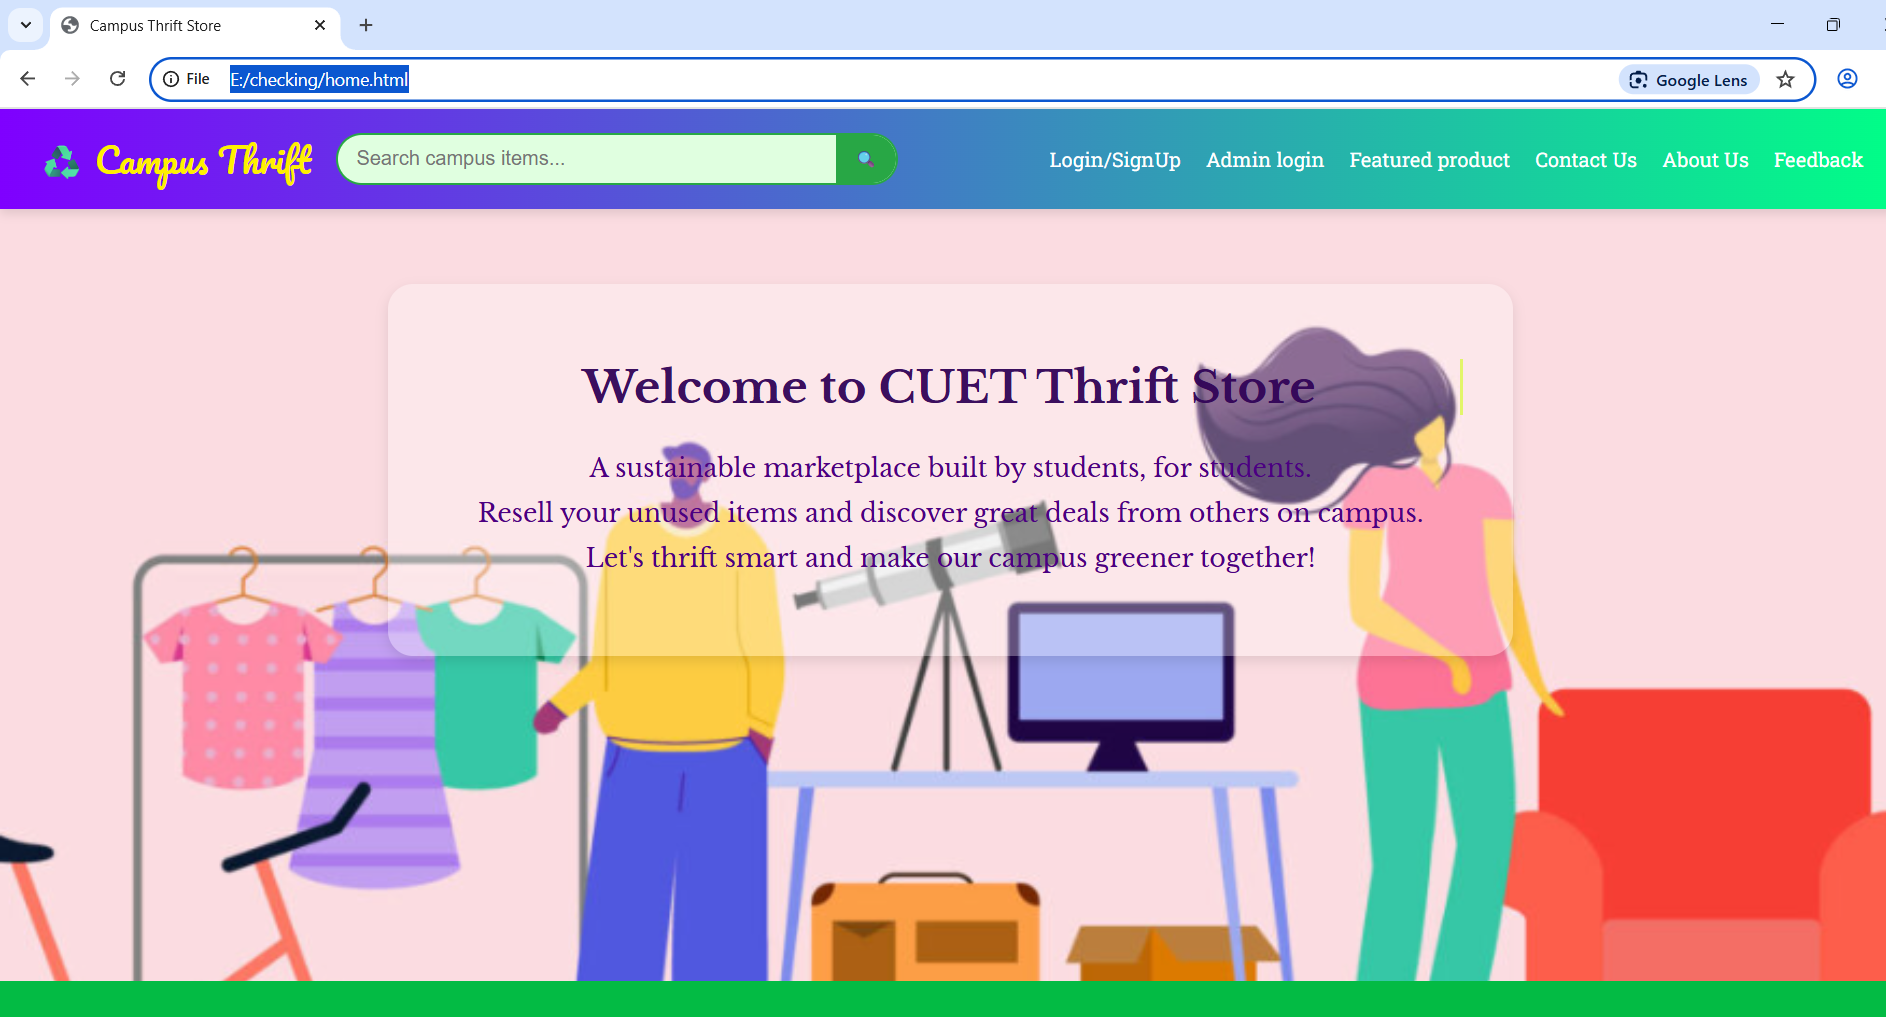 Campus Thrift Store
File E:/checking/home.html Google Lens
Campus Thrift Search campus items... Login/SignUp Admin login Featured product Contact Us About Us Feedback
Welcome to CUET Thrift Store
A sustainable marketplace built by students, for students.
Resell your unused items and discover great deals from others on campus.
Let's thrift smart and make our campus greener together!